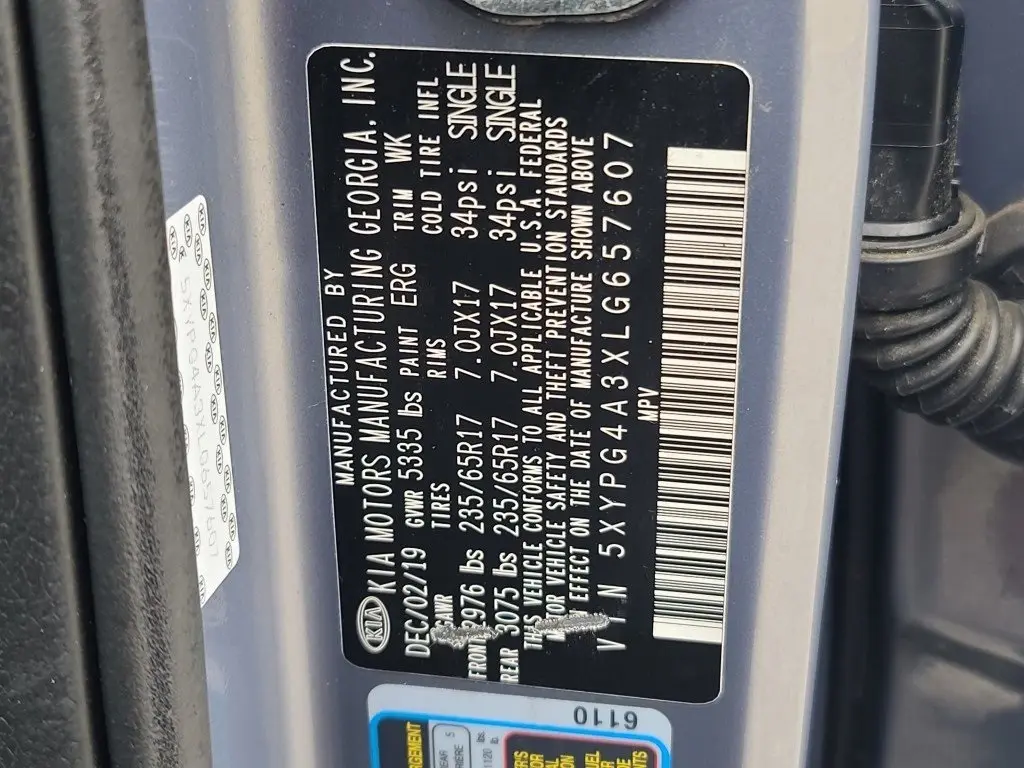 MANUFACTURED BY
KIA KIA MOTORS MANUFACTURING GEORGIA, INC.
DEC/02/19 GVWR 5335 lbs PAINT ERG TRIM WK
GAWR TIRES RIMS COLD TIRE INFL
FRONT 2976 lbs 235/65R17 7.0JX17 34psi SINGLE
REAR 3075 lbs 235/65R17 7.0JX17 34psi SINGLE
THIS VEHICLE CONFORMS TO ALL APPLICABLE U.S.A. FEDERAL
MOTOR VEHICLE SAFETY AND THEFT PREVENTION STANDARDS
IN EFFECT ON THE DATE OF MANUFACTURE SHOWN ABOVE
VIN 5XYPG4A3XLG657607
MPV
6110